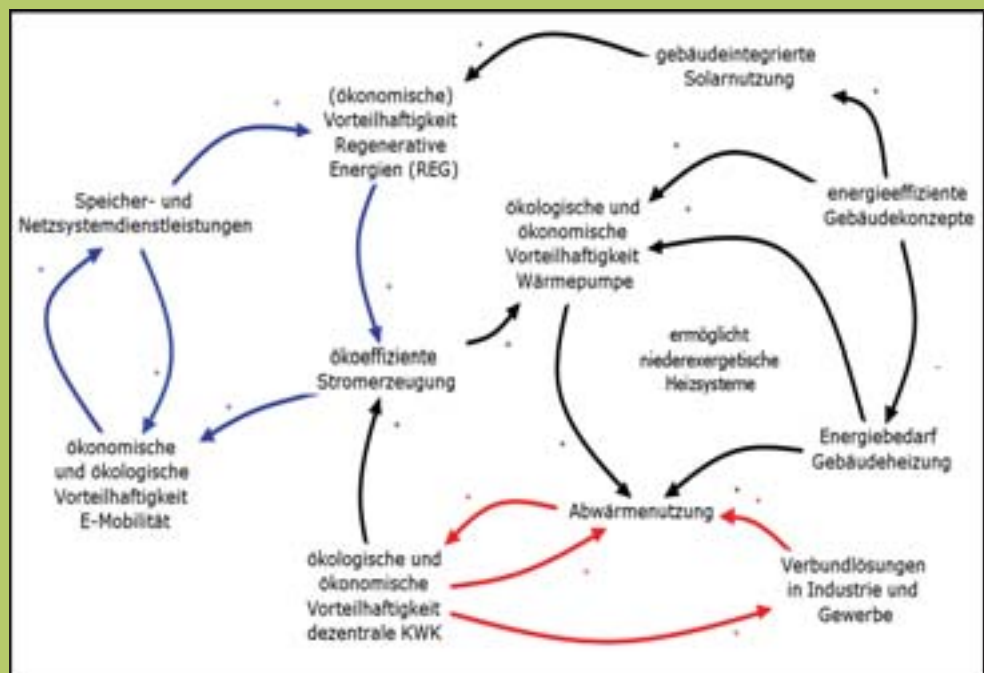 gebäudeintegrierte
Solarnutzung
(ökonomische)
Vorteilhaftigkeit
Regenerative
Energien (REG)
Speicher- und
Netzsystemdienstleistungen
ökologische und
ökonomische
Vorteilhaftigkeit
Wärmepumpe
energieeffiziente
Gebäudekonzepte
ermöglicht
niederexergetische
Heizsysteme
ökoeffiziente
Stromerzeugung
ökonomische
und ökologische
Vorteilhaftigkeit
E-Mobilität
Energiebedarf
Gebäudeheizung
Abwärmenutzung
ökologische und
ökonomische
Vorteilhaftigkeit
dezentrale KWK
Verbundlösungen
in Industrie und
Gewerbe